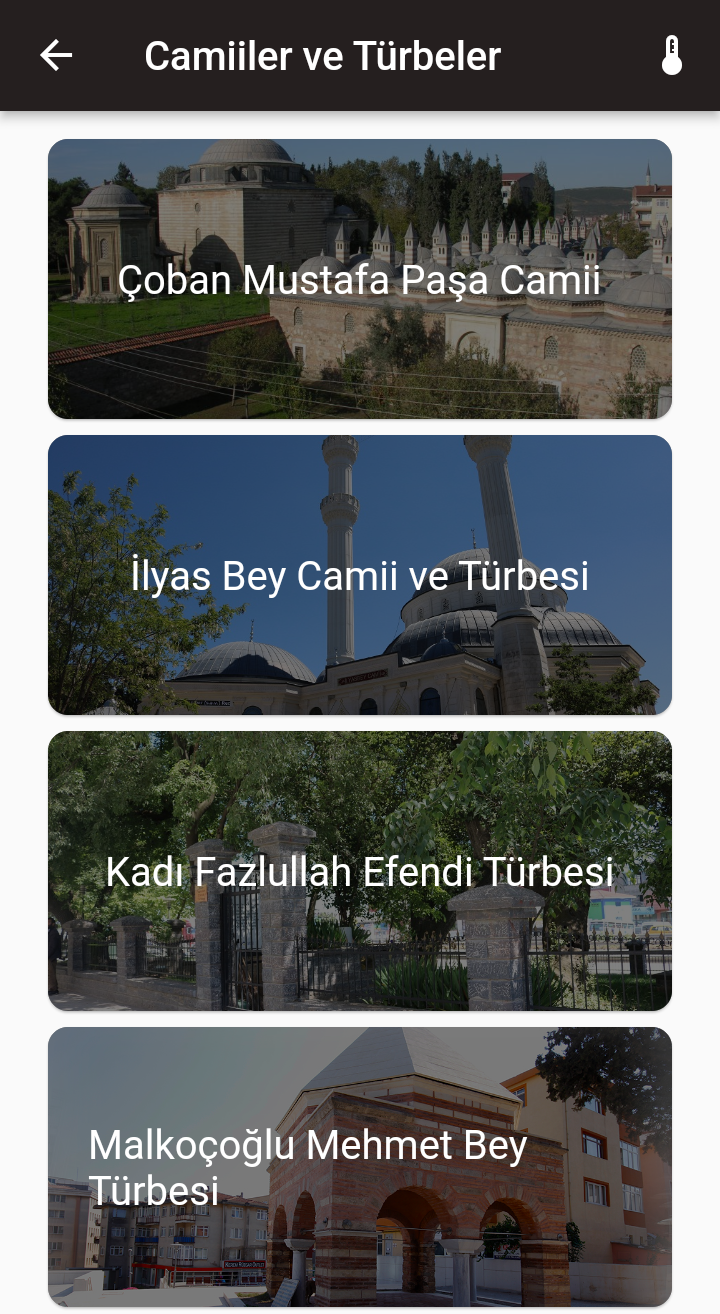 Camiiler ve Türbeler
Çoban Mustafa Paşa Camii
İlyas Bey Camii ve Türbesi
Kadı Fazlullah Efendi Türbesi
Malkoçoğlu Mehmet Bey
Türbesi